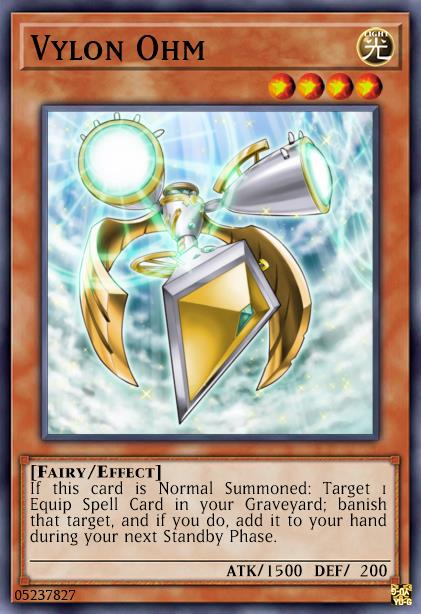 Vylon Ohm
LIGHT
光
[Fairy/Effect]
If this card is Normal Summoned: Target 1
Equip Spell Card in your Graveyard; banish
that target, and if you do, add it to your hand
during your next Standby Phase.
ATK/1500 DEF/ 200
05237827